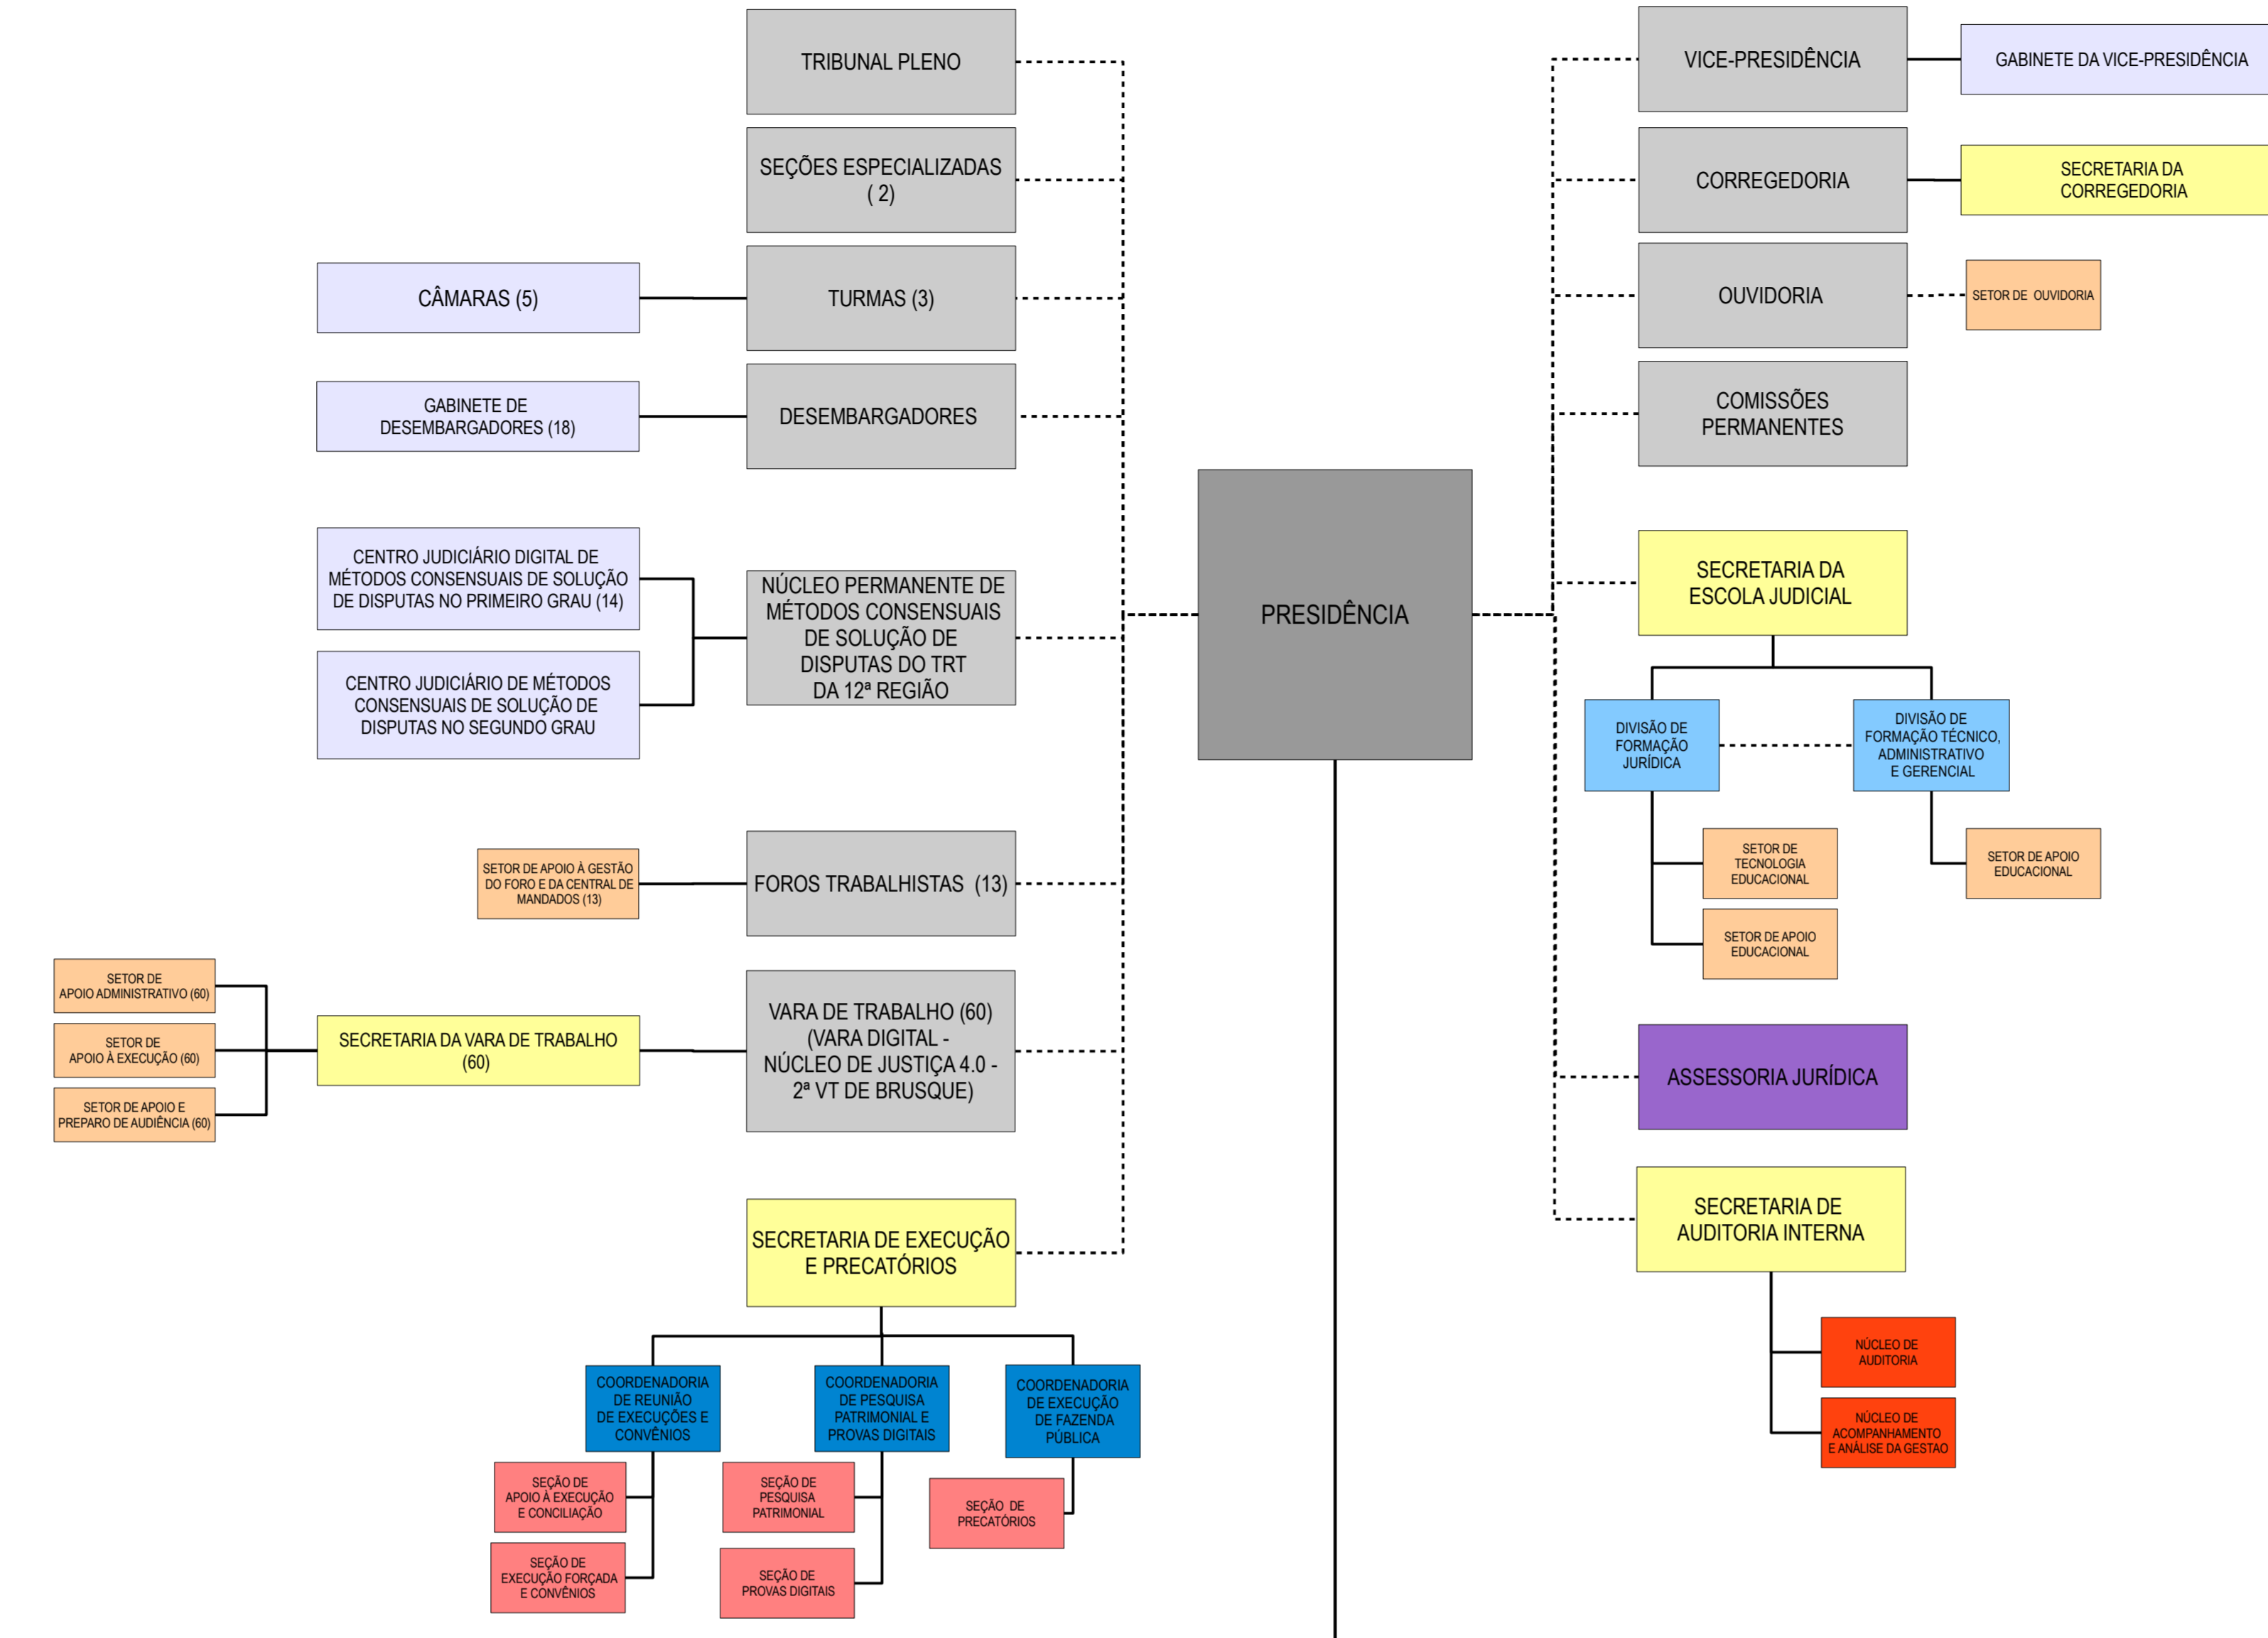 TRIBUNAL PLENO
SEÇÕES ESPECIALIZADAS
( 2)
CÂMARAS (5)
TURMAS (3)
GABINETE DE
DESEMBARGADORES (18)
DESEMBARGADORES
CENTRO JUDICIÁRIO DIGITAL DE
MÉTODOS CONSENSUAIS DE SOLUÇÃO
DE DISPUTAS NO PRIMEIRO GRAU (14)
CENTRO JUDICIÁRIO DE MÉTODOS
CONSENSUAIS DE SOLUÇÃO DE
DISPUTAS NO SEGUNDO GRAU
NÚCLEO PERMANENTE DE
MÉTODOS CONSENSUAIS
DE SOLUÇÃO DE
DISPUTAS DO TRT
DA 12ª REGIÃO
SETOR DE APOIO À GESTÃO
DO FORO E DA CENTRAL DE
MANDADOS (13)
FOROS TRABALHISTAS (13)
SETOR DE
APOIO ADMINISTRATIVO (60)
SETOR DE
APOIO À EXECUÇÃO (60)
SETOR DE APOIO E
PREPARO DE AUDIÊNCIA (60)
SECRETARIA DA VARA DE TRABALHO
(60)
VARA DE TRABALHO (60)
(VARA DIGITAL -
NÚCLEO DE JUSTIÇA 4.0 -
2ª VT DE BRUSQUE)
SECRETARIA DE EXECUÇÃO
E PRECATÓRIOS
COORDENADORIA
DE REUNIÃO
DE EXECUÇÕES E
CONVÊNIOS
COORDENADORIA
DE PESQUISA
PATRIMONIAL E
PROVAS DIGITAIS
COORDENADORIA
DE EXECUÇÃO
DE FAZENDA
PÚBLICA
SEÇÃO DE
APOIO À EXECUÇÃO
E CONCILIAÇÃO
SEÇÃO DE
EXECUÇÃO FORÇADA
E CONVÊNIOS
SEÇÃO DE
PESQUISA
PATRIMONIAL
SEÇÃO DE
PROVAS DIGITAIS
SEÇÃO DE
PRECATÓRIOS
PRESIDÊNCIA
VICE-PRESIDÊNCIA
GABINETE DA VICE-PRESIDÊNCIA
CORREGEDORIA
SECRETARIA DA
CORREGEDORIA
OUVIDORIA
SETOR DE OUVIDORIA
COMISSÕES
PERMANENTES
SECRETARIA DA
ESCOLA JUDICIAL
DIVISÃO DE
FORMAÇÃO
JURÍDICA
DIVISÃO DE
FORMAÇÃO TÉCNICO,
ADMINISTRATIVO
E GERENCIAL
SETOR DE
TECNOLOGIA
EDUCACIONAL
SETOR DE APOIO
EDUCACIONAL
SETOR DE APOIO
EDUCACIONAL
ASSESSORIA JURÍDICA
SECRETARIA DE
AUDITORIA INTERNA
NÚCLEO DE
AUDITORIA
NÚCLEO DE
ACOMPANHAMENTO
E ANÁLISE DA GESTAO